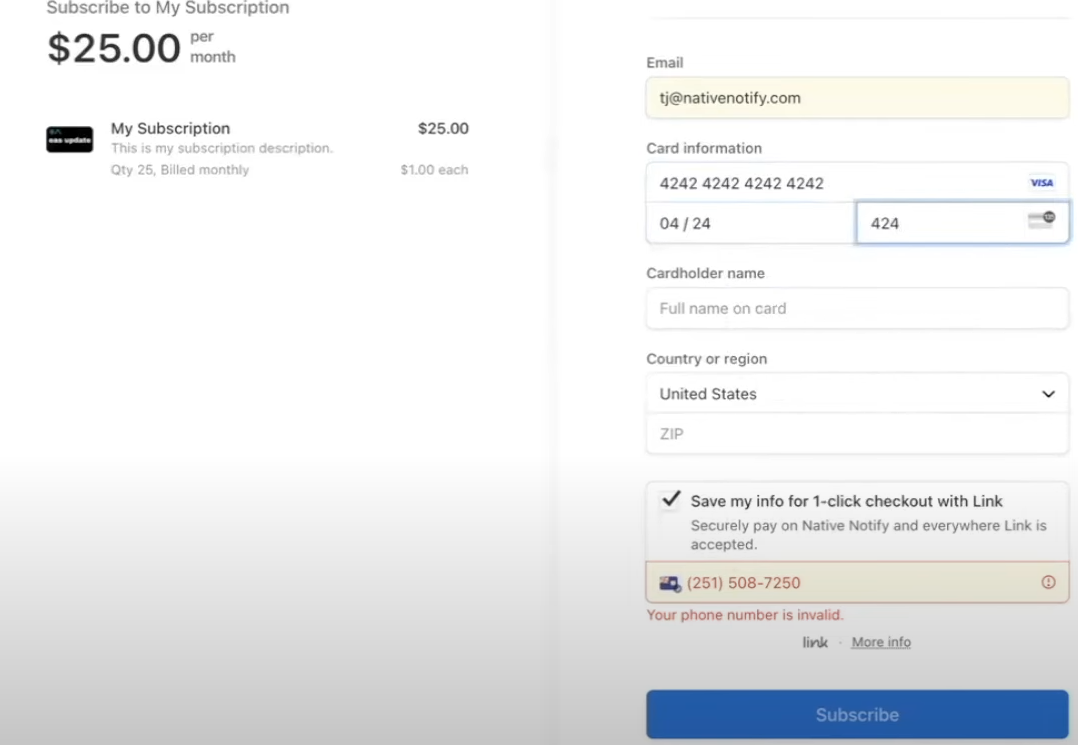 Subscribe to My Subscription
$25.00 per month
eas update
My Subscription $25.00
This is my subscription description.
Qty 25, Billed monthly $1.00 each
Email
tj@nativenotify.com
Card information
4242 4242 4242 4242 VISA
04 / 24 424
Cardholder name
Full name on card
Country or region
United States
ZIP
Save my info for 1-click checkout with Link
Securely pay on Native Notify and everywhere Link is
accepted.
(251) 508-7250
Your phone number is invalid.
link · More info
Subscribe